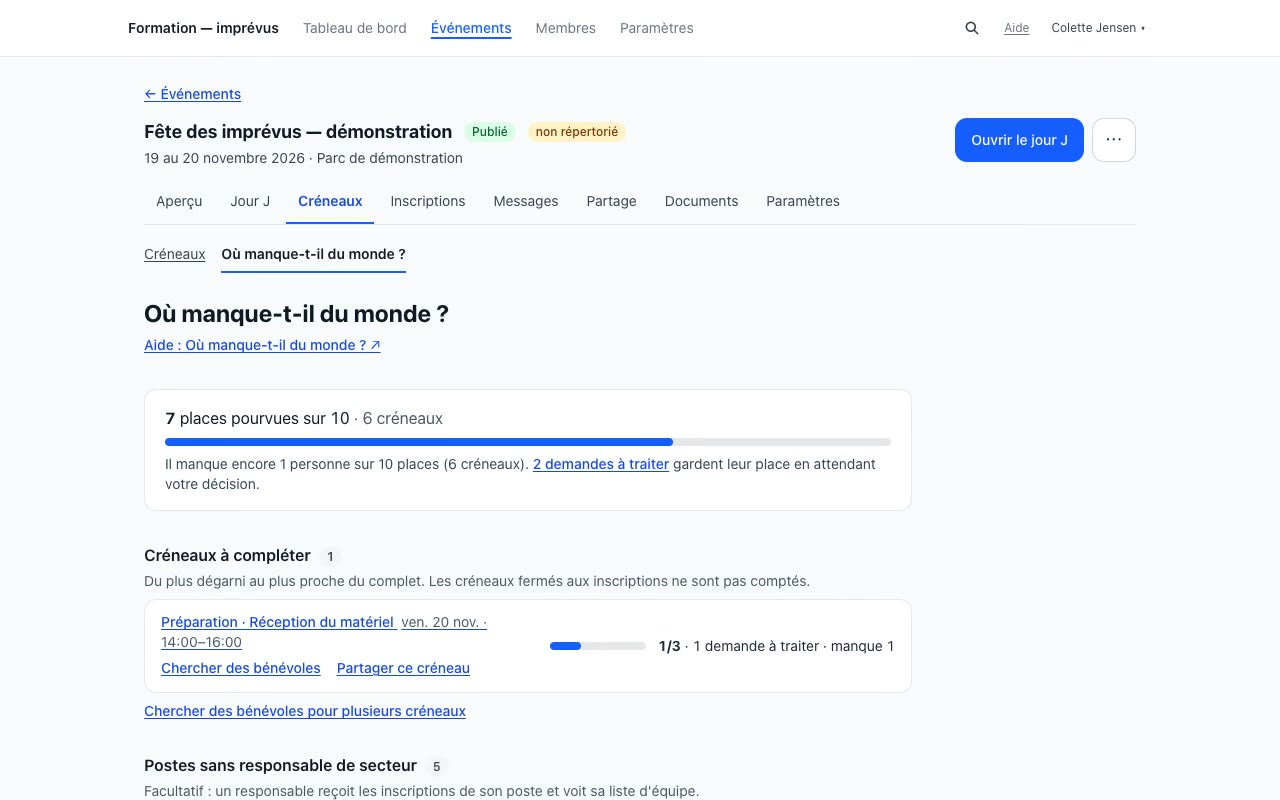 Formation — imprévus Tableau de bord Événements Membres Paramètres Aide Colette Jensen
← Événements
Fête des imprévus — démonstration Publié non répertorié
19 au 20 novembre 2026 · Parc de démonstration
Ouvrir le jour J ···
Aperçu Jour J Créneaux Inscriptions Messages Partage Documents Paramètres
Créneaux Où manque-t-il du monde ?
Où manque-t-il du monde ?
Aide : Où manque-t-il du monde ? ↗
7 places pourvues sur 10 · 6 créneaux
Il manque encore 1 personne sur 10 places (6 créneaux). 2 demandes à traiter gardent leur place en attendant
votre décision.
Créneaux à compléter 1
Du plus dégarni au plus proche du complet. Les créneaux fermés aux inscriptions ne sont pas comptés.
Préparation · Réception du matériel ven. 20 nov. ·
14:00–16:00
1/3 · 1 demande à traiter · manque 1
Chercher des bénévoles Partager ce créneau
Chercher des bénévoles pour plusieurs créneaux
Postes sans responsable de secteur 5
Facultatif : un responsable reçoit les inscriptions de son poste et voit sa liste d'équipe.